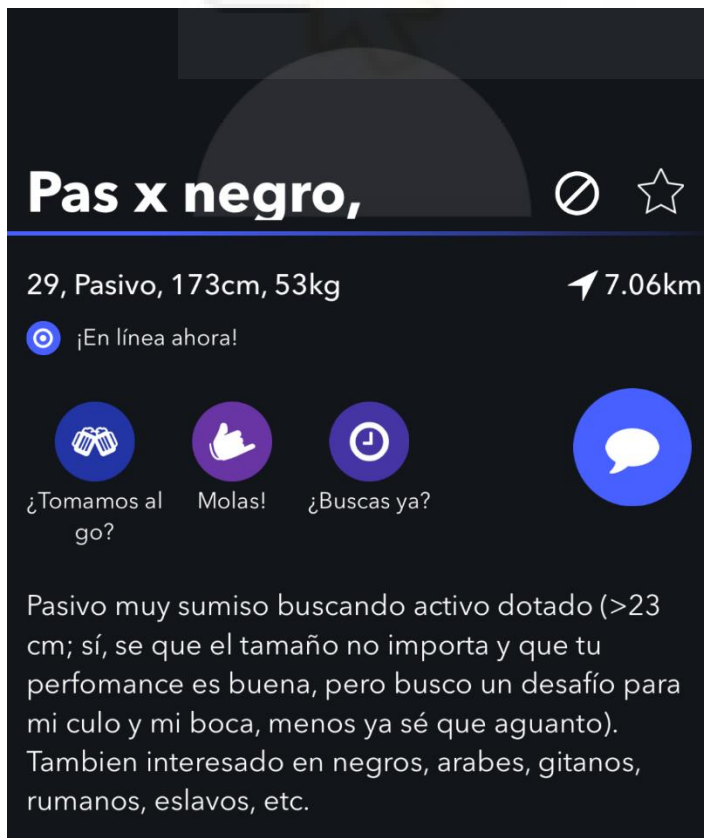 Pas x negro,
29, Pasivo, 173cm, 53kg
7.06km
¡En línea ahora!
¿Tomamos al
go?
Molas!
¿Buscas ya?
Pasivo muy sumiso buscando activo dotado (>23
cm; sí, se que el tamaño no importa y que tu
perfomance es buena, pero busco un desafío para
mi culo y mi boca, menos ya sé que aguanto).
Tambien interesado en negros, arabes, gitanos,
rumanos, eslavos, etc.